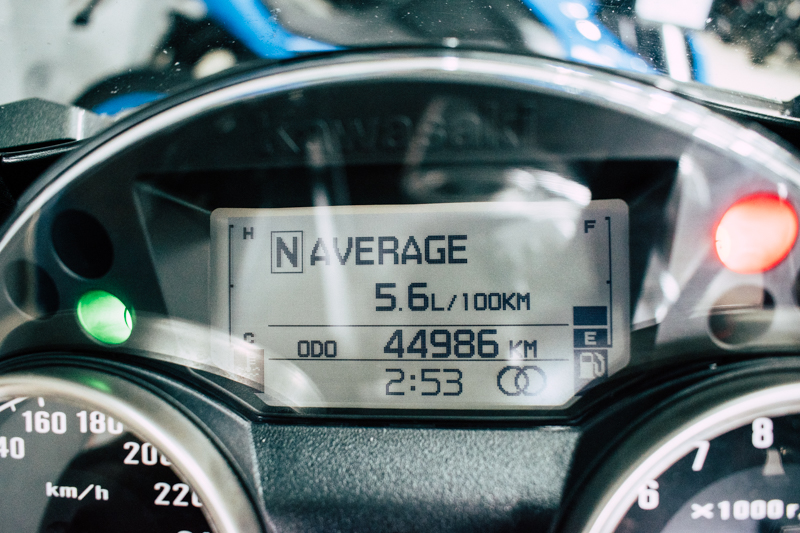 Kawasaki
H F
N AVERAGE
5.6L/100KM
C E
ODO 44986 KM
2:53
160 180
200
km/h
220
8
7
6
×1000 r